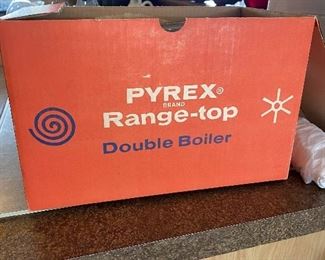 PYREX®
BRAND
Range-top
Double Boiler